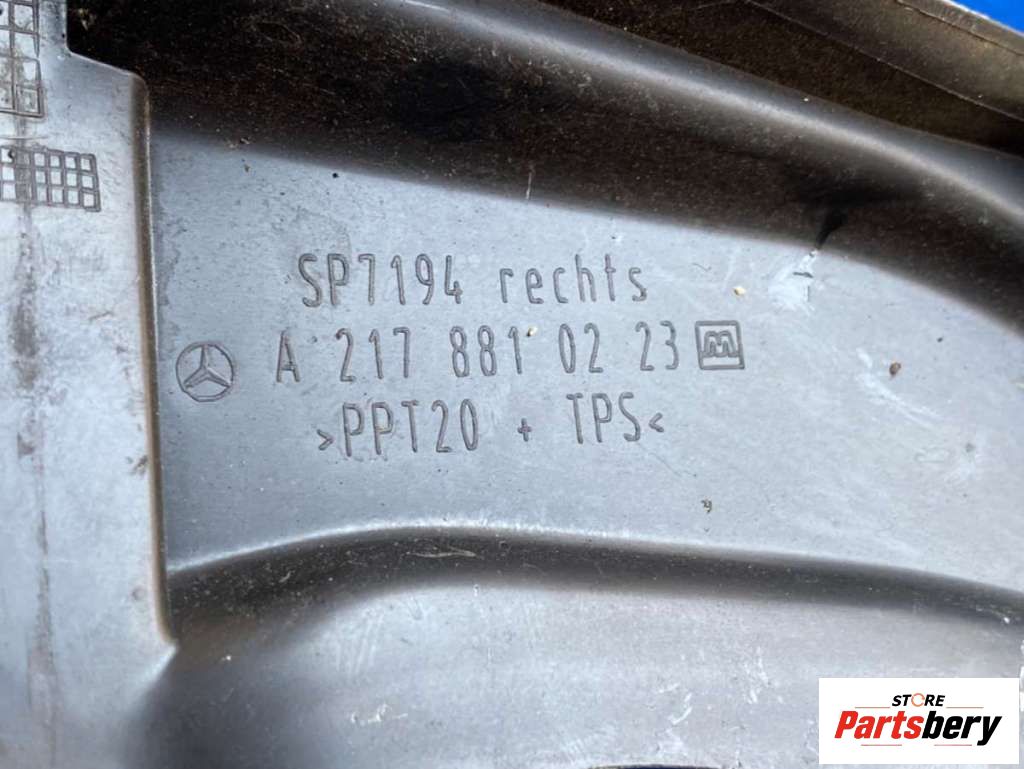 SP7194 rechts
A 217 881 02 23 M
>PPT20 + TPS<
STORE
Partsbery